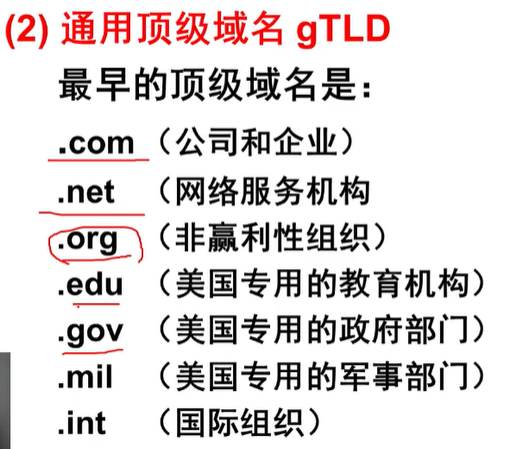 (2) 通用顶级域名 gTLD
最早的顶级域名是：
.com （公司和企业）
.net （网络服务机构
.org （非赢利性组织）
.edu （美国专用的教育机构）
.gov （美国专用的政府部门）
.mil （美国专用的军事部门）
.int （国际组织）